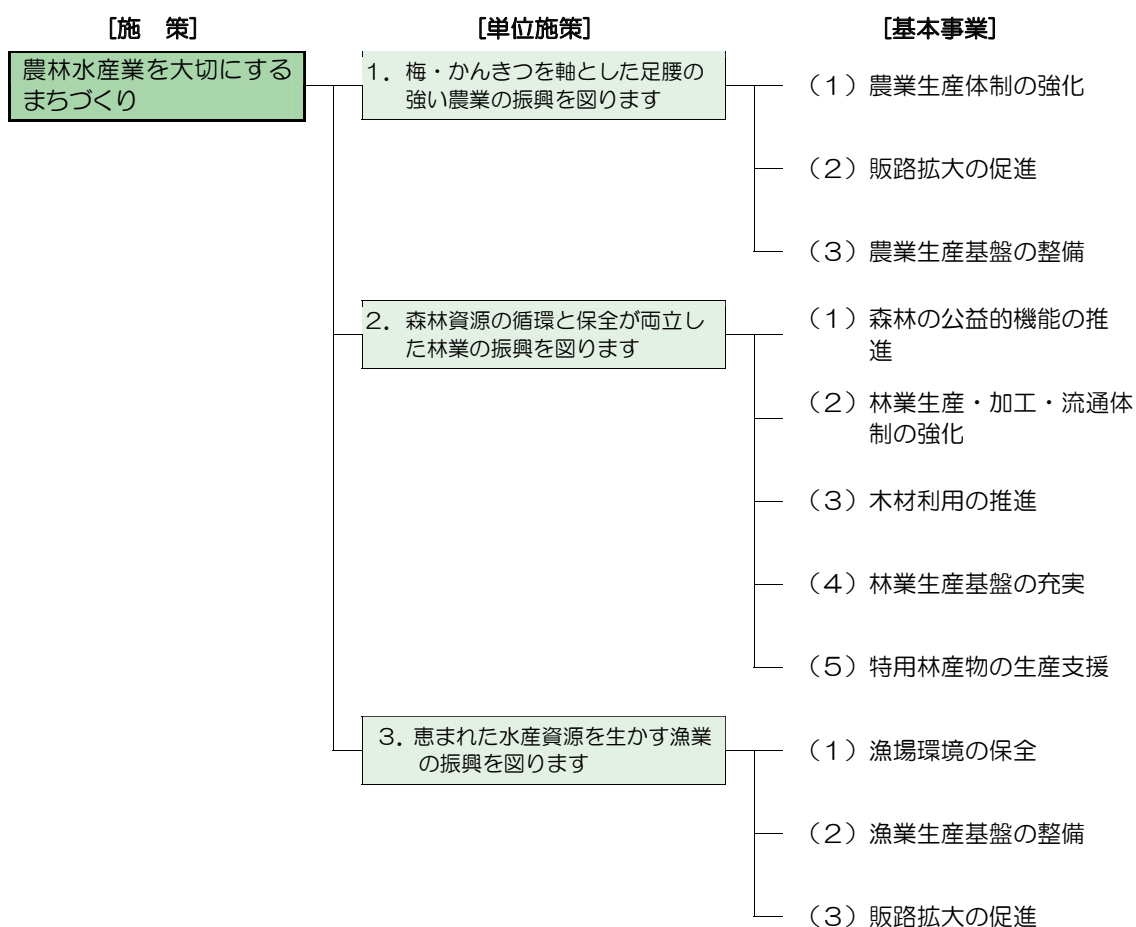 [施　策]
[単位施策]
[基本事業]
農林水産業を大切にする
まちづくり
1．梅・かんきつを軸とした足腰の
強い農業の振興を図ります
（1）農業生産体制の強化
（2）販路拡大の促進
（3）農業生産基盤の整備
2．森林資源の循環と保全が両立し
た林業の振興を図ります
（1）森林の公益的機能の推
進
（2）林業生産・加工・流通体
制の強化
（3）木材利用の推進
（4）林業生産基盤の充実
（5）特用林産物の生産支援
3．恵まれた水産資源を生かす漁業
の振興を図ります
（1）漁場環境の保全
（2）漁業生産基盤の整備
（3）販路拡大の促進